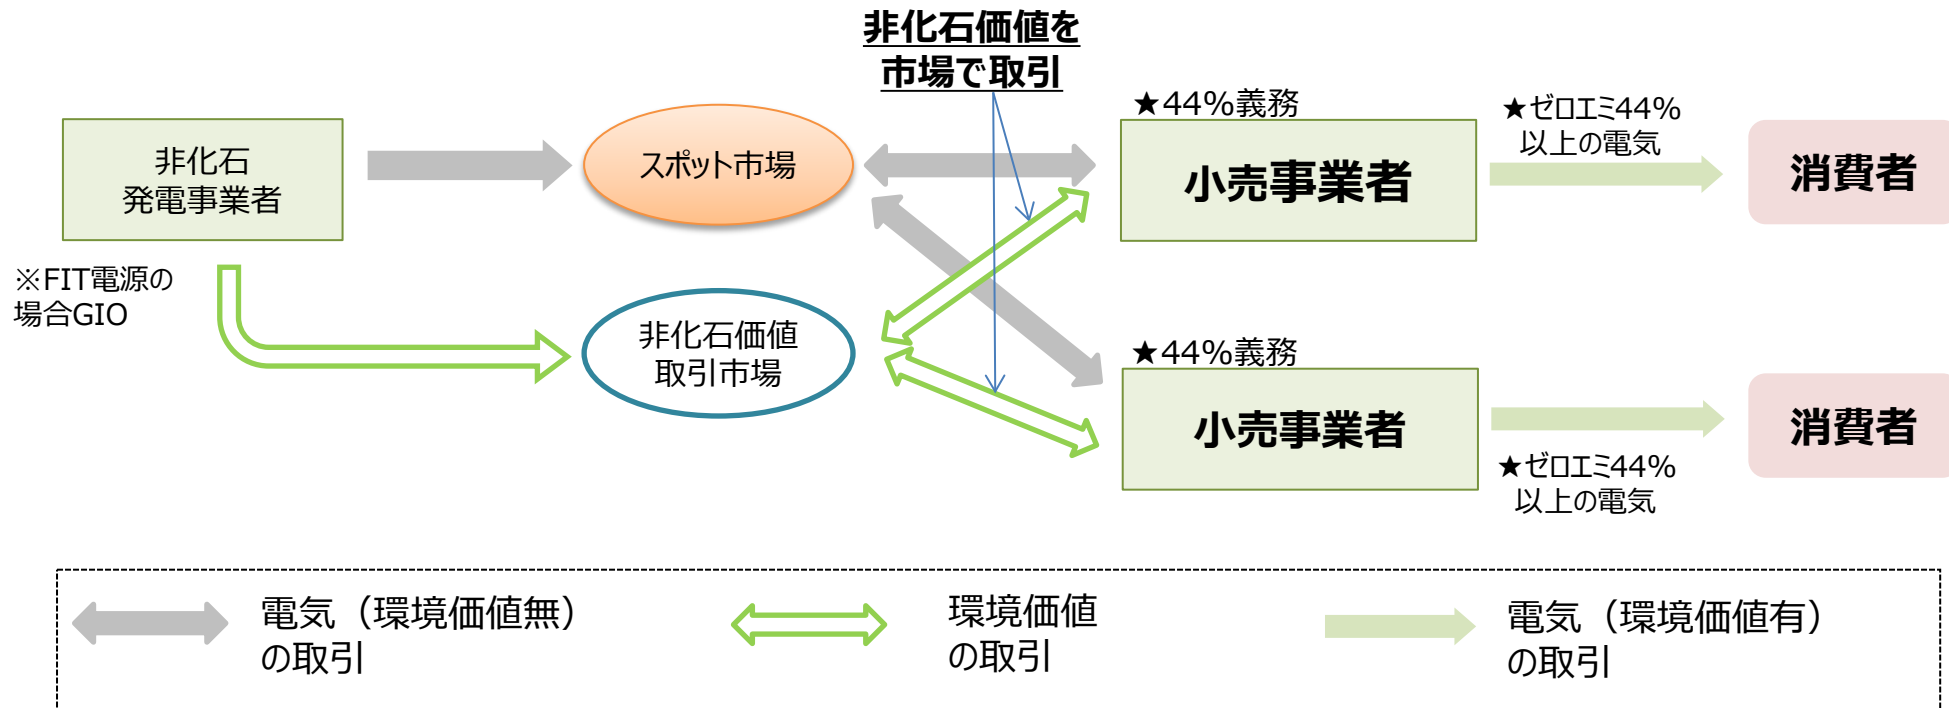 非化石価値を
市場で取引
★44%義務
★ゼロエミ44%
以上の電気
非化石
発電事業者
スポット市場
小売事業者
消費者
※FIT電源の
場合GIO
非化石価値
取引市場
★44%義務
小売事業者
消費者
★ゼロエミ44%
以上の電気
電気（環境価値無）
の取引
環境価値
の取引
電気（環境価値有）
の取引